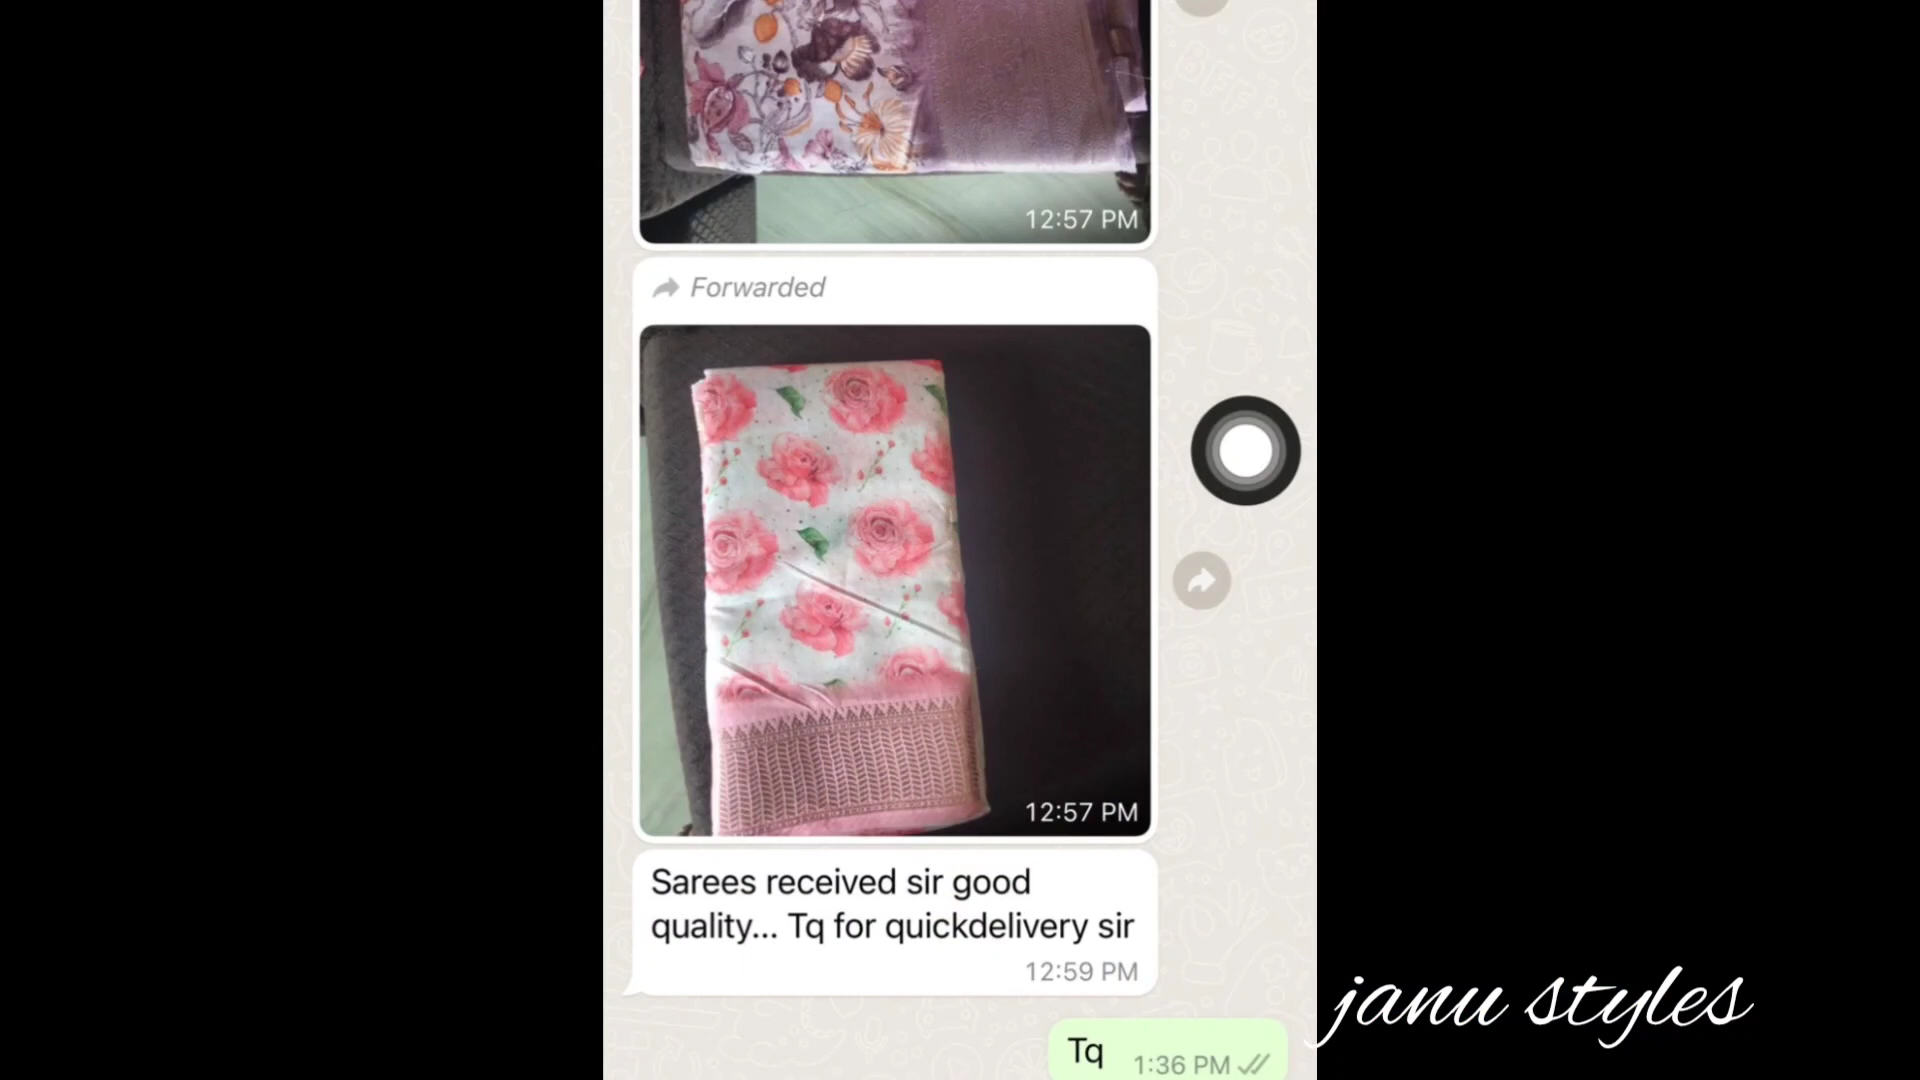 12:57 PM
Forwarded
12:57 PM
Sarees received sir good
quality... Tq for quickdelivery sir
12:59 PM
Tq 1:36 PM
janu styles